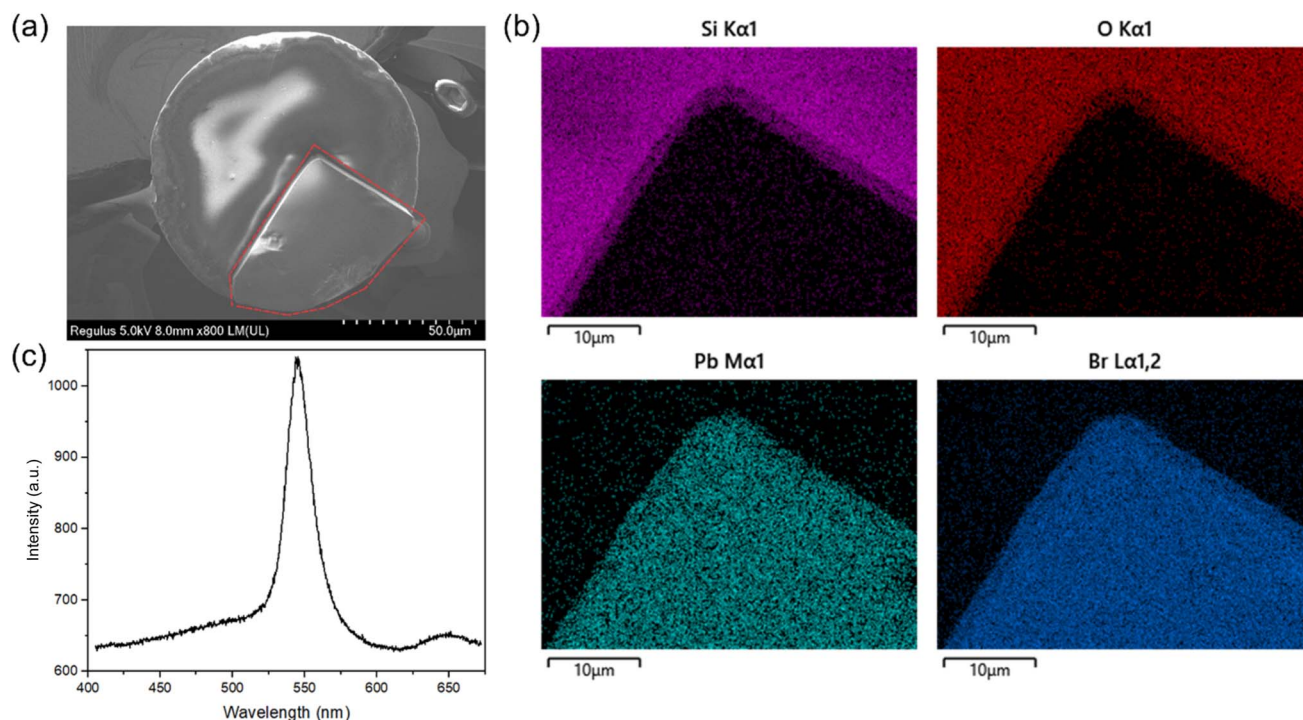 (a)
Regulus 5.0kV 8.0mm x800 LM(UL)
50.0µm
(b)
Si Kα1
10µm
O Kα1
10µm
Pb Mα1
10µm
Br Lα1,2
10µm
(c)
1000
900
800
700
600
Intensity (a.u.)
400
450
500
550
600
650
Wavelength (nm)